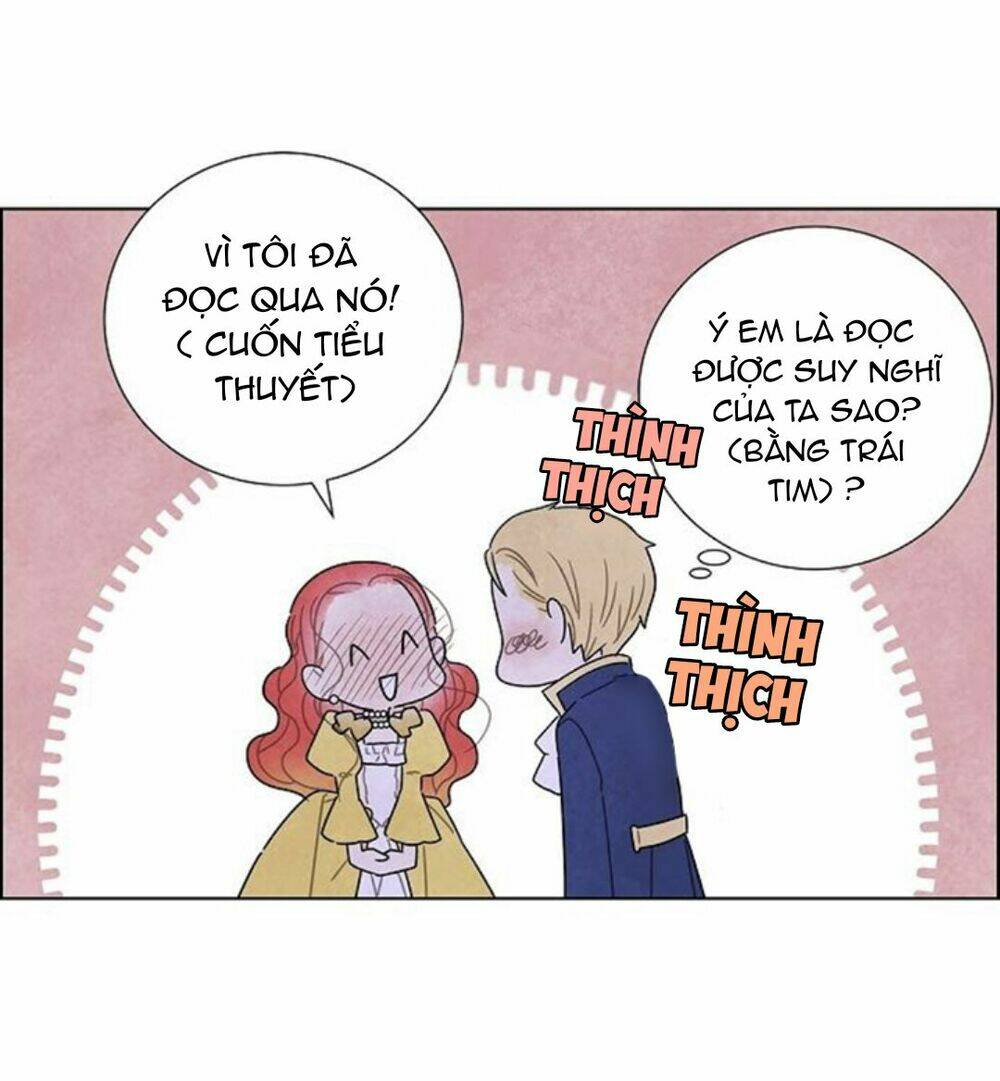 VÌ TÔI ĐÃ
ĐỌC QUA NÓ!
( CUỐN TIỂU
THUYẾT)
Ý EM LÀ ĐỌC
ĐƯỢC SUY NGHĨ
CỦA TA SAO?
(BẰNG TRÁI
TIM) ?
THÌNH
THỊCH
THÌNH
THỊCH